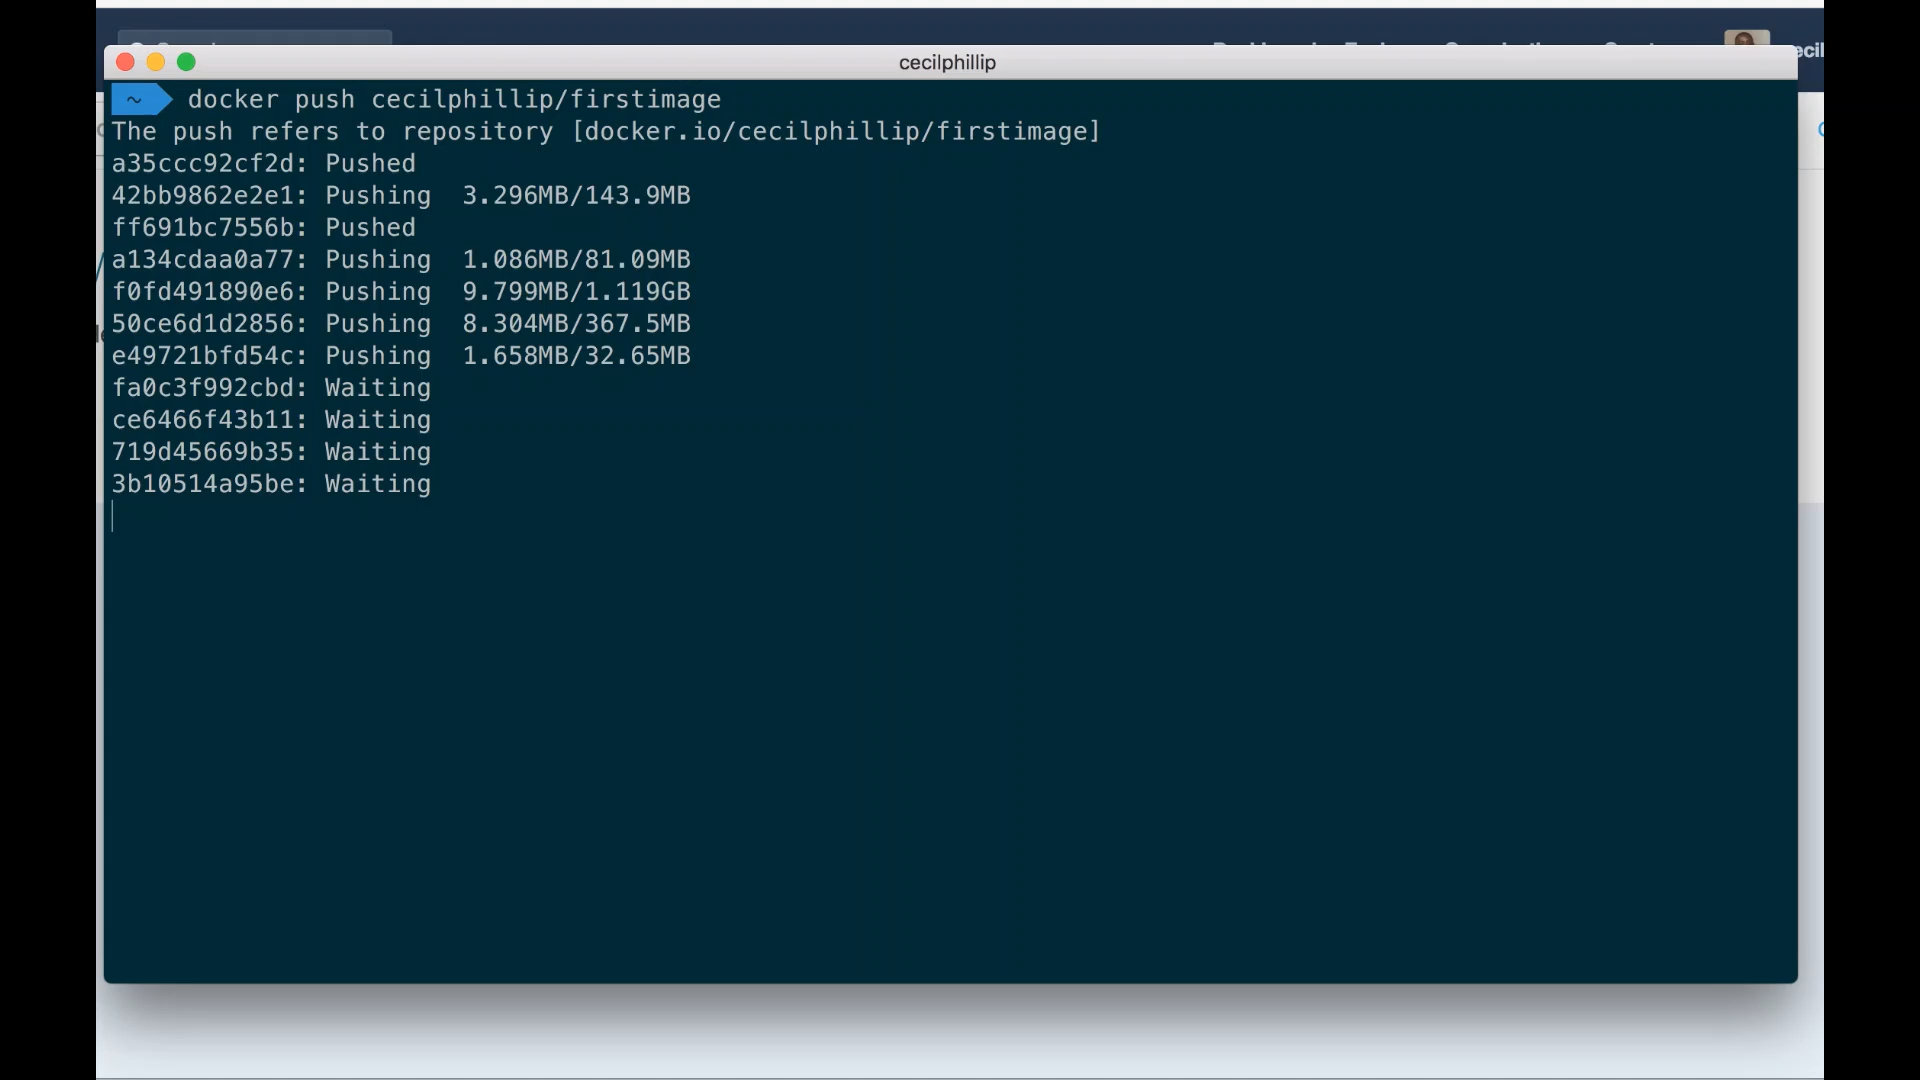 cecilphillip
~ docker push cecilphillip/firstimage
The push refers to repository [docker.io/cecilphillip/firstimage]
a35ccc92cf2d: Pushed
42bb9862e2e1: Pushing 3.296MB/143.9MB
ff691bc7556b: Pushed
a134cdaa0a77: Pushing 1.086MB/81.09MB
f0fd491890e6: Pushing 9.799MB/1.119GB
50ce6d1d2856: Pushing 8.304MB/367.5MB
e49721bfd54c: Pushing 1.658MB/32.65MB
fa0c3f992cbd: Waiting
ce6466f43b11: Waiting
719d45669b35: Waiting
3b10514a95be: Waiting